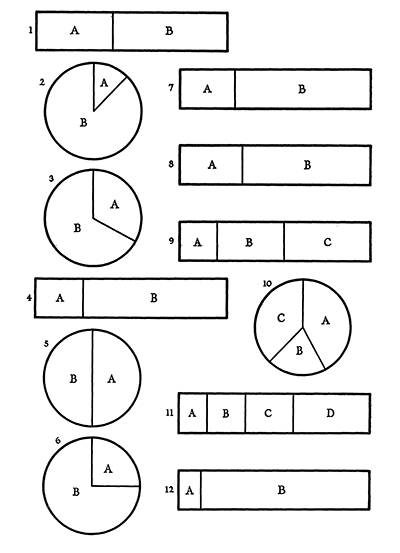 1 A B
2 A B
3 A B
4 A B
5 B A
6 A B
7 A B
8 A B
9 A B C
10 C A B
11 A B C D
12 A B